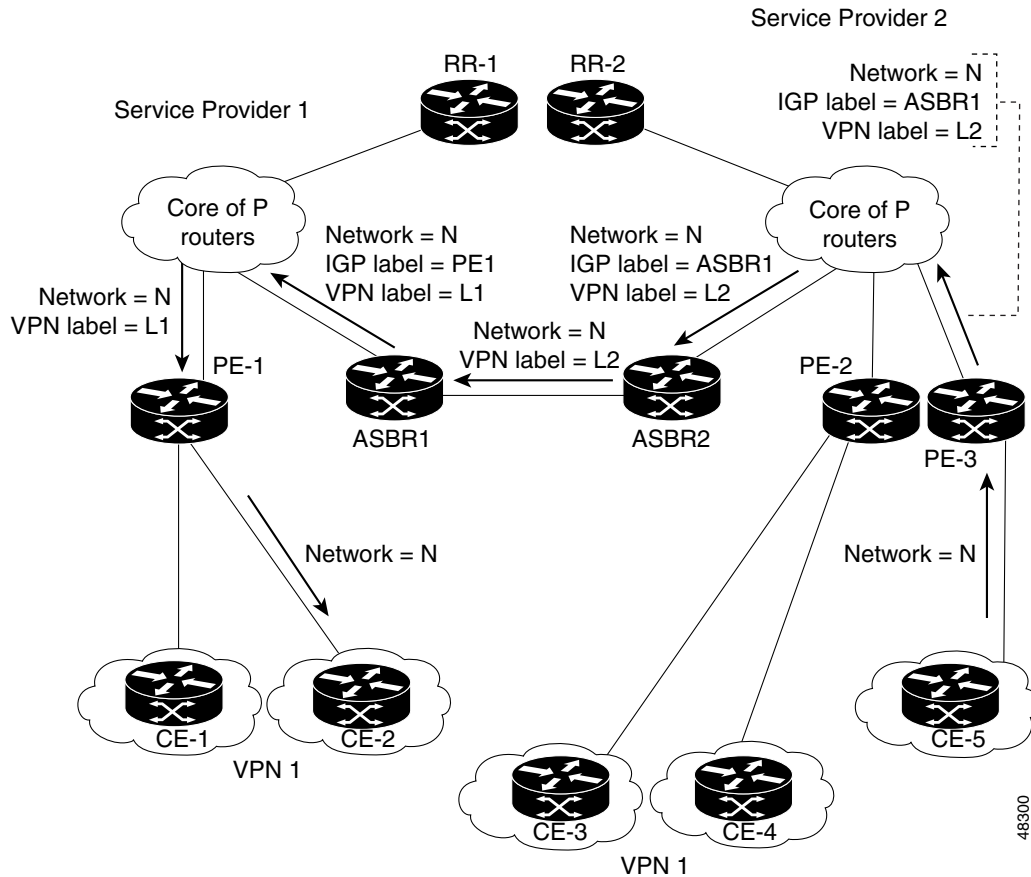 Service Provider 2
RR-1
RR-2
Service Provider 1
Network = N
IGP label = ASBR1
VPN label = L2
Core of P
routers
Core of P
routers
Network = N
IGP label = PE1
VPN label = L1
Network = N
IGP label = ASBR1
VPN label = L2
Network = N
VPN label = L1
Network = N
VPN label = L2
PE-1
PE-2
ASBR1
ASBR2
PE-3
Network = N
Network = N
CE-1
CE-2
CE-5
VPN 1
CE-3
CE-4
VPN 1
48300